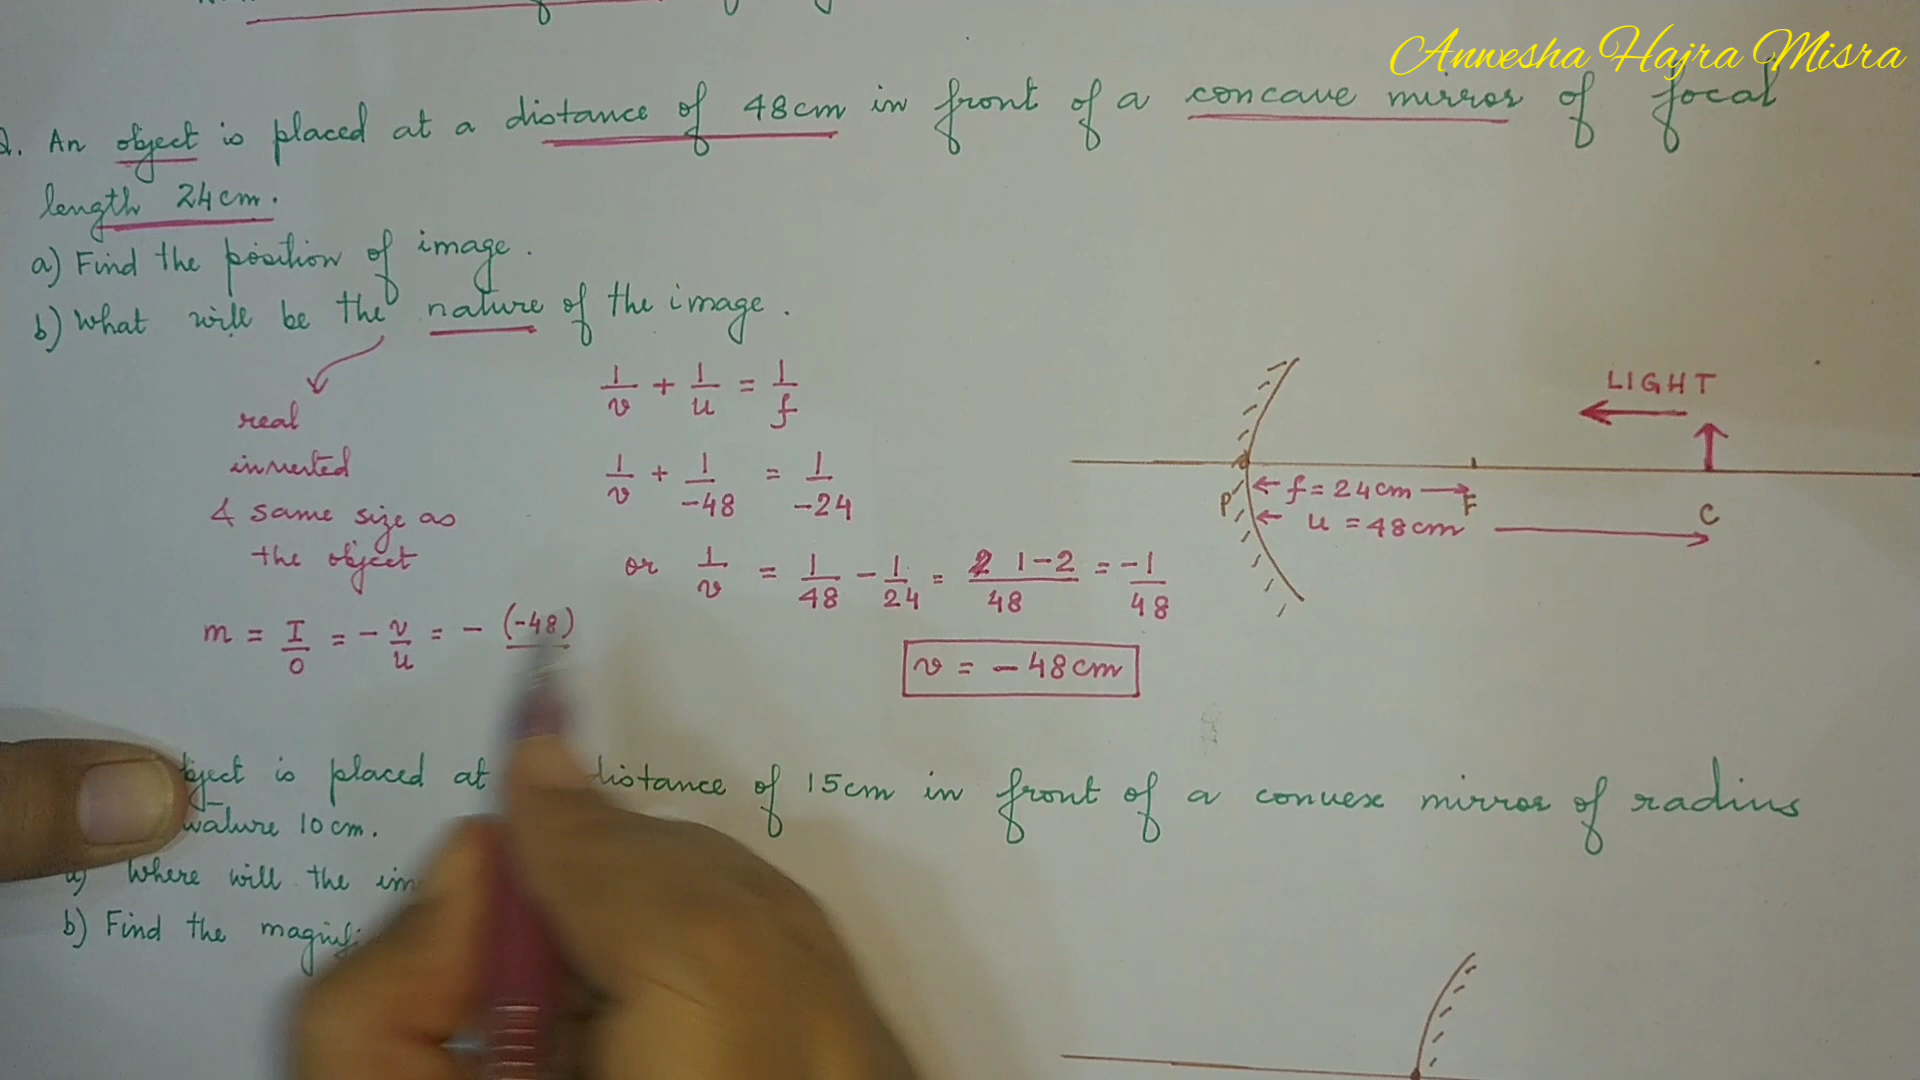 Anwesha Hajra Misra
An object is placed at a distance of 48cm in front of a concave mirror of focal
length 24cm.
a) Find the position of image.
b) What will be the nature of the image.
real
inverted
& same size as
the object
m = I/O = - v/u = - (-48)
1/v + 1/u = 1/f
1/v + 1/-48 = 1/-24
or 1/v = 1/48 - 1/24 = 1-2/48 = -1/48
v = - 48cm
LIGHT
P
f = 24cm
F
u = 48cm
C
bject is placed at distance of 15cm in front of a convex mirror of radius
vature 10cm.
a) Where will the im
b) Find the magnifi